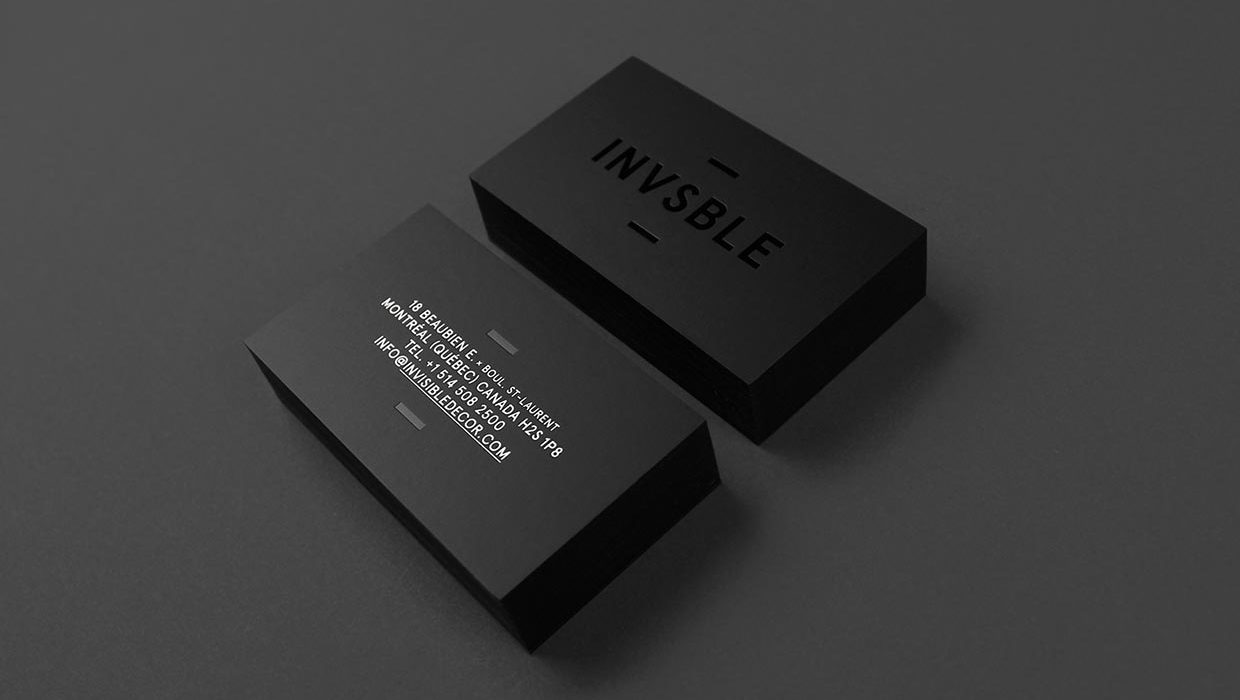 INVSBLE
18 BEAUBIEN E. × BOUL. ST-LAURENT
MONTRÉAL (QUÉBEC) CANADA H2S 1P8
TEL. +1 514 508 2500
INFO@INVISIBLEDECOR.COM